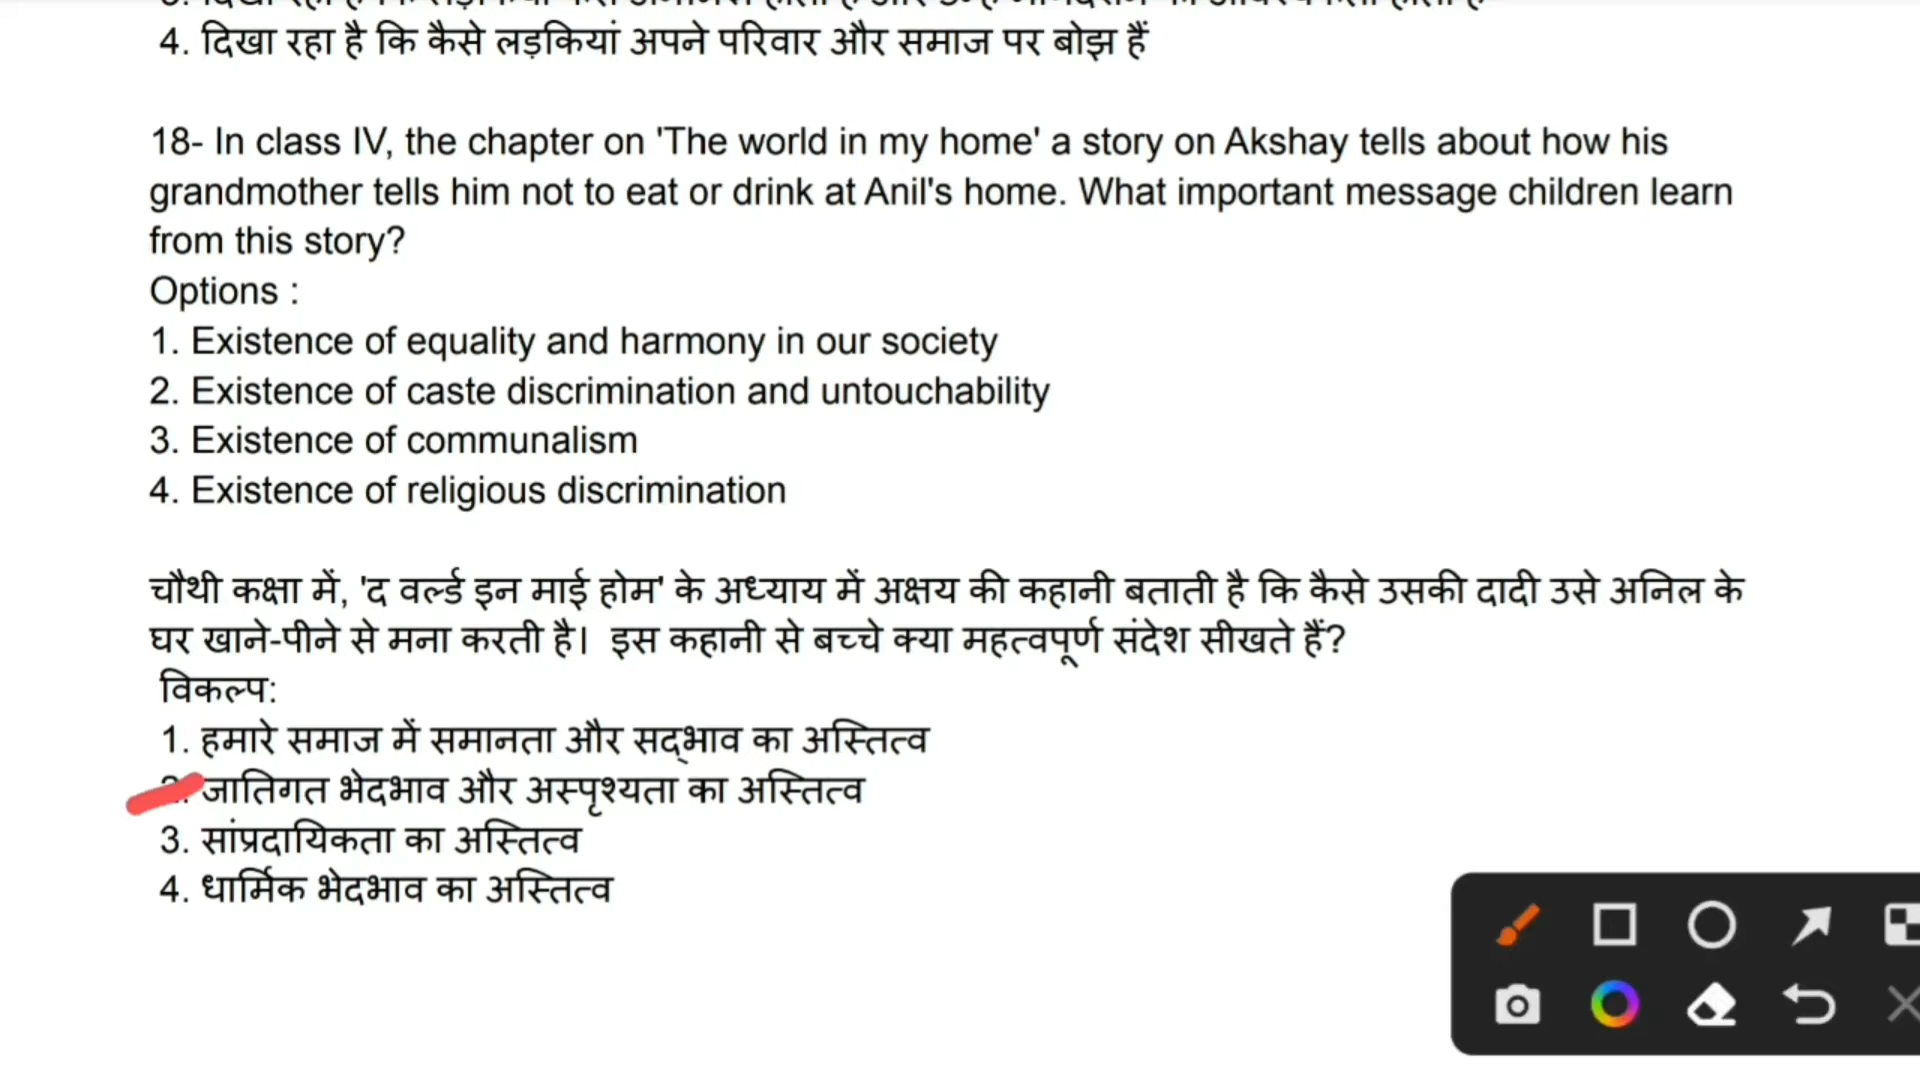 4. दिखा रहा है कि कैसे लड़कियां अपने परिवार और समाज पर बोझ हैं
18- In class IV, the chapter on 'The world in my home' a story on Akshay tells about how his
grandmother tells him not to eat or drink at Anil's home. What important message children learn
from this story?
Options :
1. Existence of equality and harmony in our society
2. Existence of caste discrimination and untouchability
3. Existence of communalism
4. Existence of religious discrimination
चौथी कक्षा में, 'द वर्ल्ड इन माई होम' के अध्याय में अक्षय की कहानी बताती है कि कैसे उसकी दादी उसे अनिल के
घर खाने-पीने से मना करती है। इस कहानी से बच्चे क्या महत्वपूर्ण संदेश सीखते हैं?
विकल्प:
1. हमारे समाज में समानता और सद्भाव का अस्तित्व
जातिगत भेदभाव और अस्पृश्यता का अस्तित्व
3. सांप्रदायिकता का अस्तित्व
4. धार्मिक भेदभाव का अस्तित्व